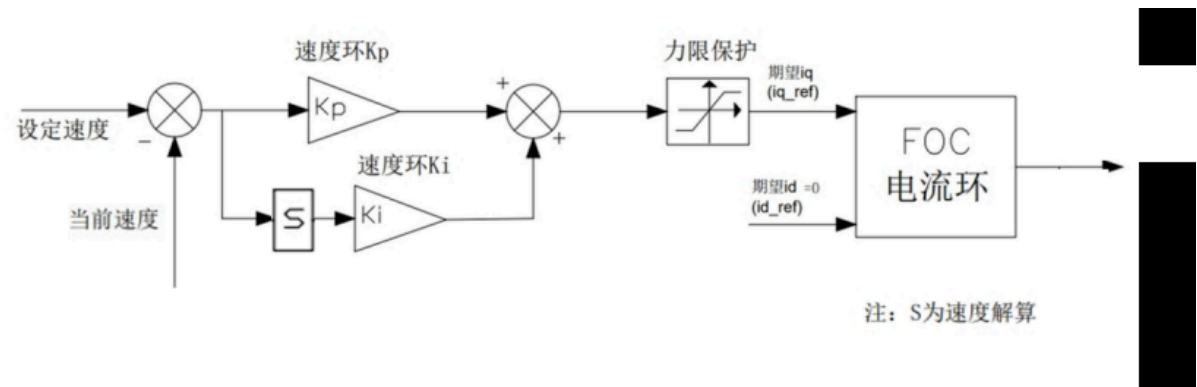 速度环Kp
力限保护
期望iq
(iq_ref)
+
Kp
设定速度
-
+
FOC
电流环
速度环Ki
期望id =0
(id_ref)
当前速度
S
Ki
注: S为速度解算